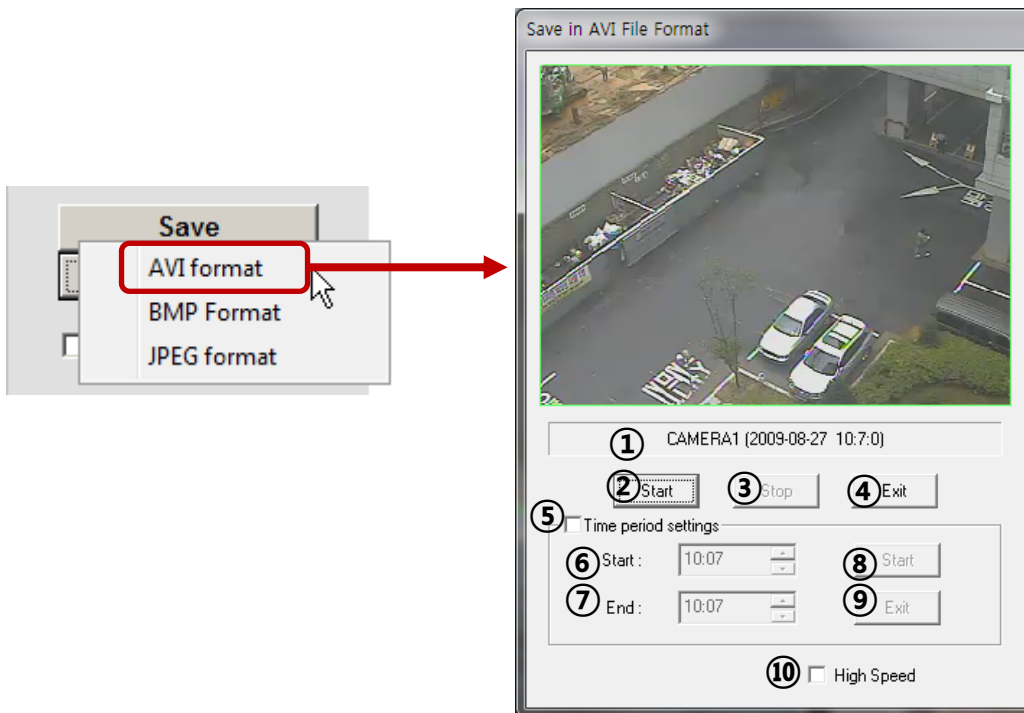 Save
AVI format
BMP Format
JPEG format
Save in AVI File Format
① CAMERA1 (2009-08-27 10:7:0)
② Start ③ Stop ④ Exit
⑤ Time period settings
⑥ Start : 10:07 ⑧ Start
⑦ End : 10:07 ⑨ Exit
⑩ High Speed